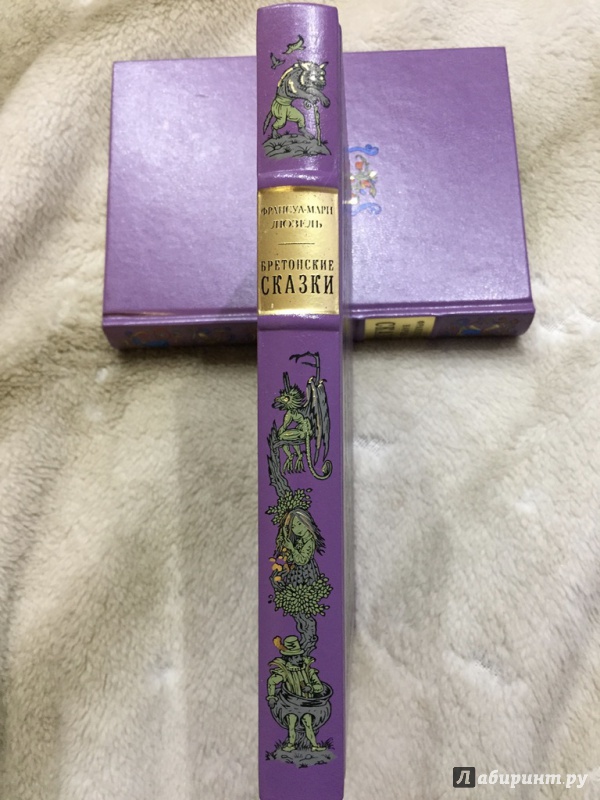 ФРАНСУА-МАРИ
ЛЮЗЕЛЬ
БРЕТОНСКИЕ
СКАЗКИ
Лабиринт.ру